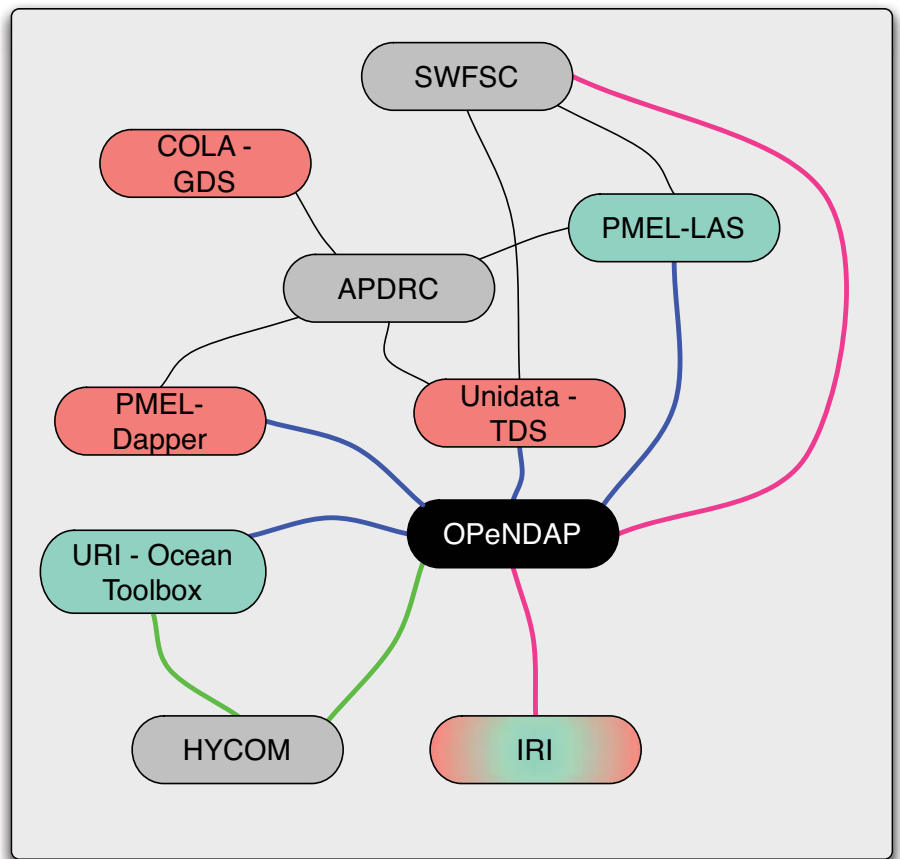 SWFSC
COLA -
GDS
PMEL-LAS
APDRC
PMEL-
Dapper
Unidata -
TDS
OPeNDAP
URI - Ocean
Toolbox
HYCOM
IRI